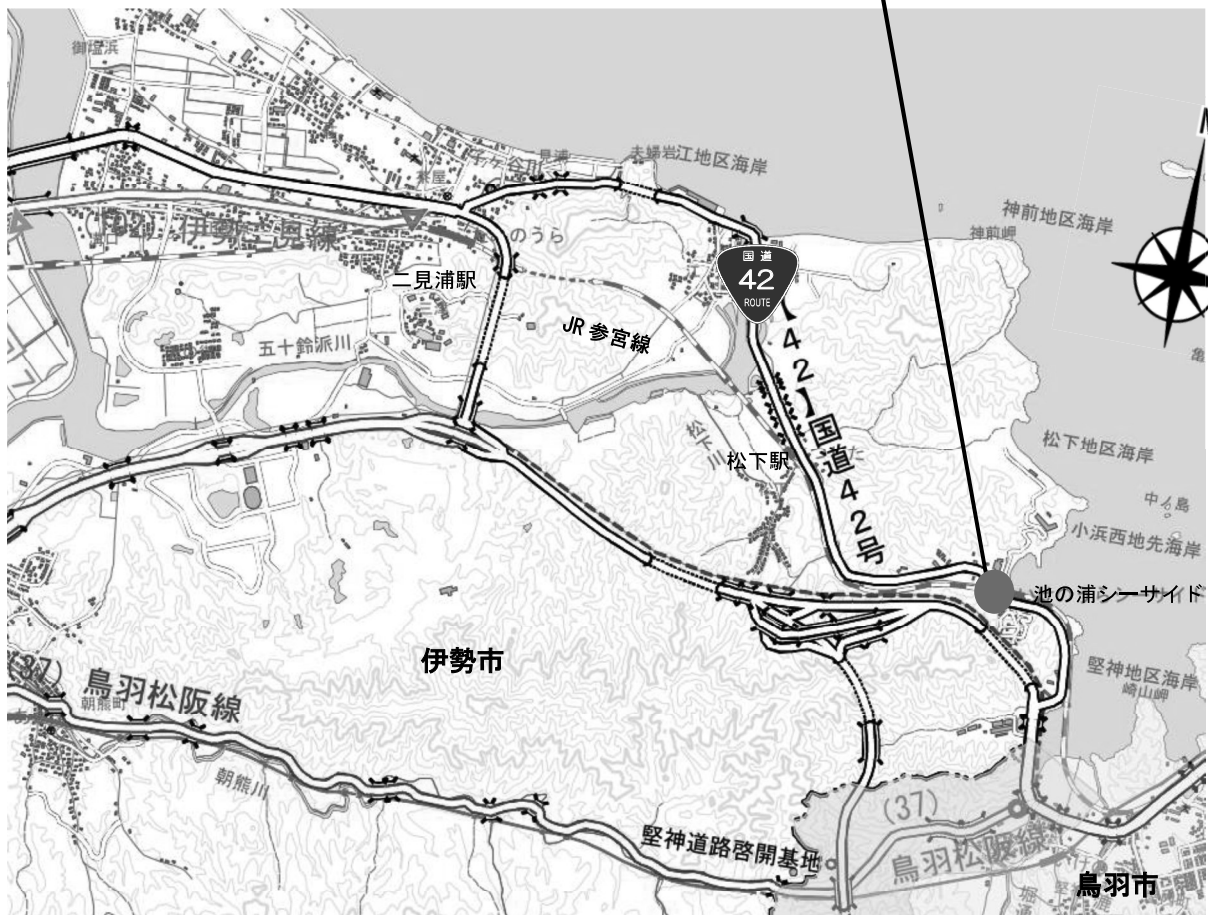 御塩浜
夫婦岩
江地区海岸
神前地区海岸
神前岬
茶屋
伊勢二見線
のうら
二見浦駅
国道
42
ROUTE
JR 参宮線
五十鈴派川
【42】国道42号
松下川
松下駅
松下地区海岸
小浜西地先海岸
池の浦シーサイド
伊勢市
堅神地区海岸
崎山岬
(37)
鳥羽松阪線
朝熊町
朝熊川
(37)
堅神道路啓開基地
鳥羽松阪線
鳥羽市